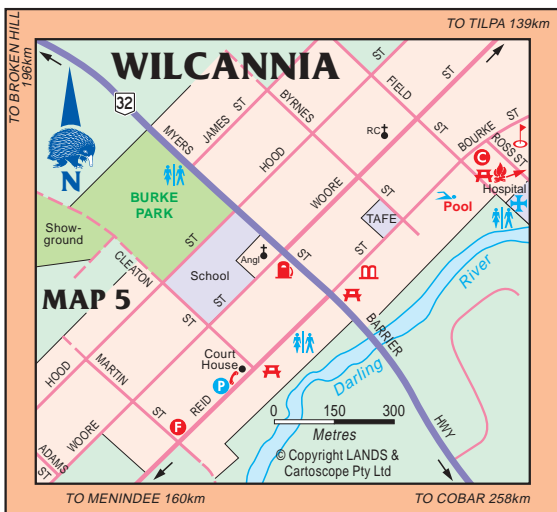 TO TILPA 139km
TO BROKEN HILL
196km
WILCANNIA
32
N
MYERS
ST
JAMES ST
BYRNES
ST
HOOD
ST
FIELD
ST
ST
WOORE
RC
BOURKE ST
ROSS ST
C
Hospital
TAFE
Pool
BURKE
PARK
Show-
ground
CLEATON
ST
School
Angl
ST
ST
ST
MAP 5
River
Darling
BARRIER
HWY
Court
House
P
HOOD
MARTIN
ST
REID
F
WOORE
ADAMS
ST
0 150 300
Metres
© Copyright LANDS &
Cartoscope Pty Ltd
TO MENINDEE 160km
TO COBAR 258km